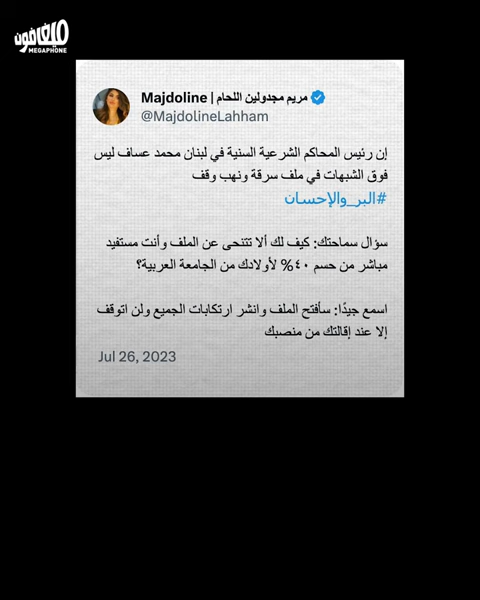 ميغافون
MEGAPHONE
Majdoline | مريم مجدولين اللحام
@MajdolineLahham
إن رئيس المحاكم الشرعية السنية في لبنان محمد عساف ليس
فوق الشبهات في ملف سرقة ونهب وقف
#البر_والإحسان
سؤال سماحتك: كيف لك ألا تتنحى عن الملف وأنت مستفيد
مباشر من حسم ٤٠% لأولادك من الجامعة العربية؟
اسمع جيدًا: سأفتح الملف وانشر ارتكابات الجميع ولن اتوقف
إلا عند إقالتك من منصبك
Jul 26, 2023